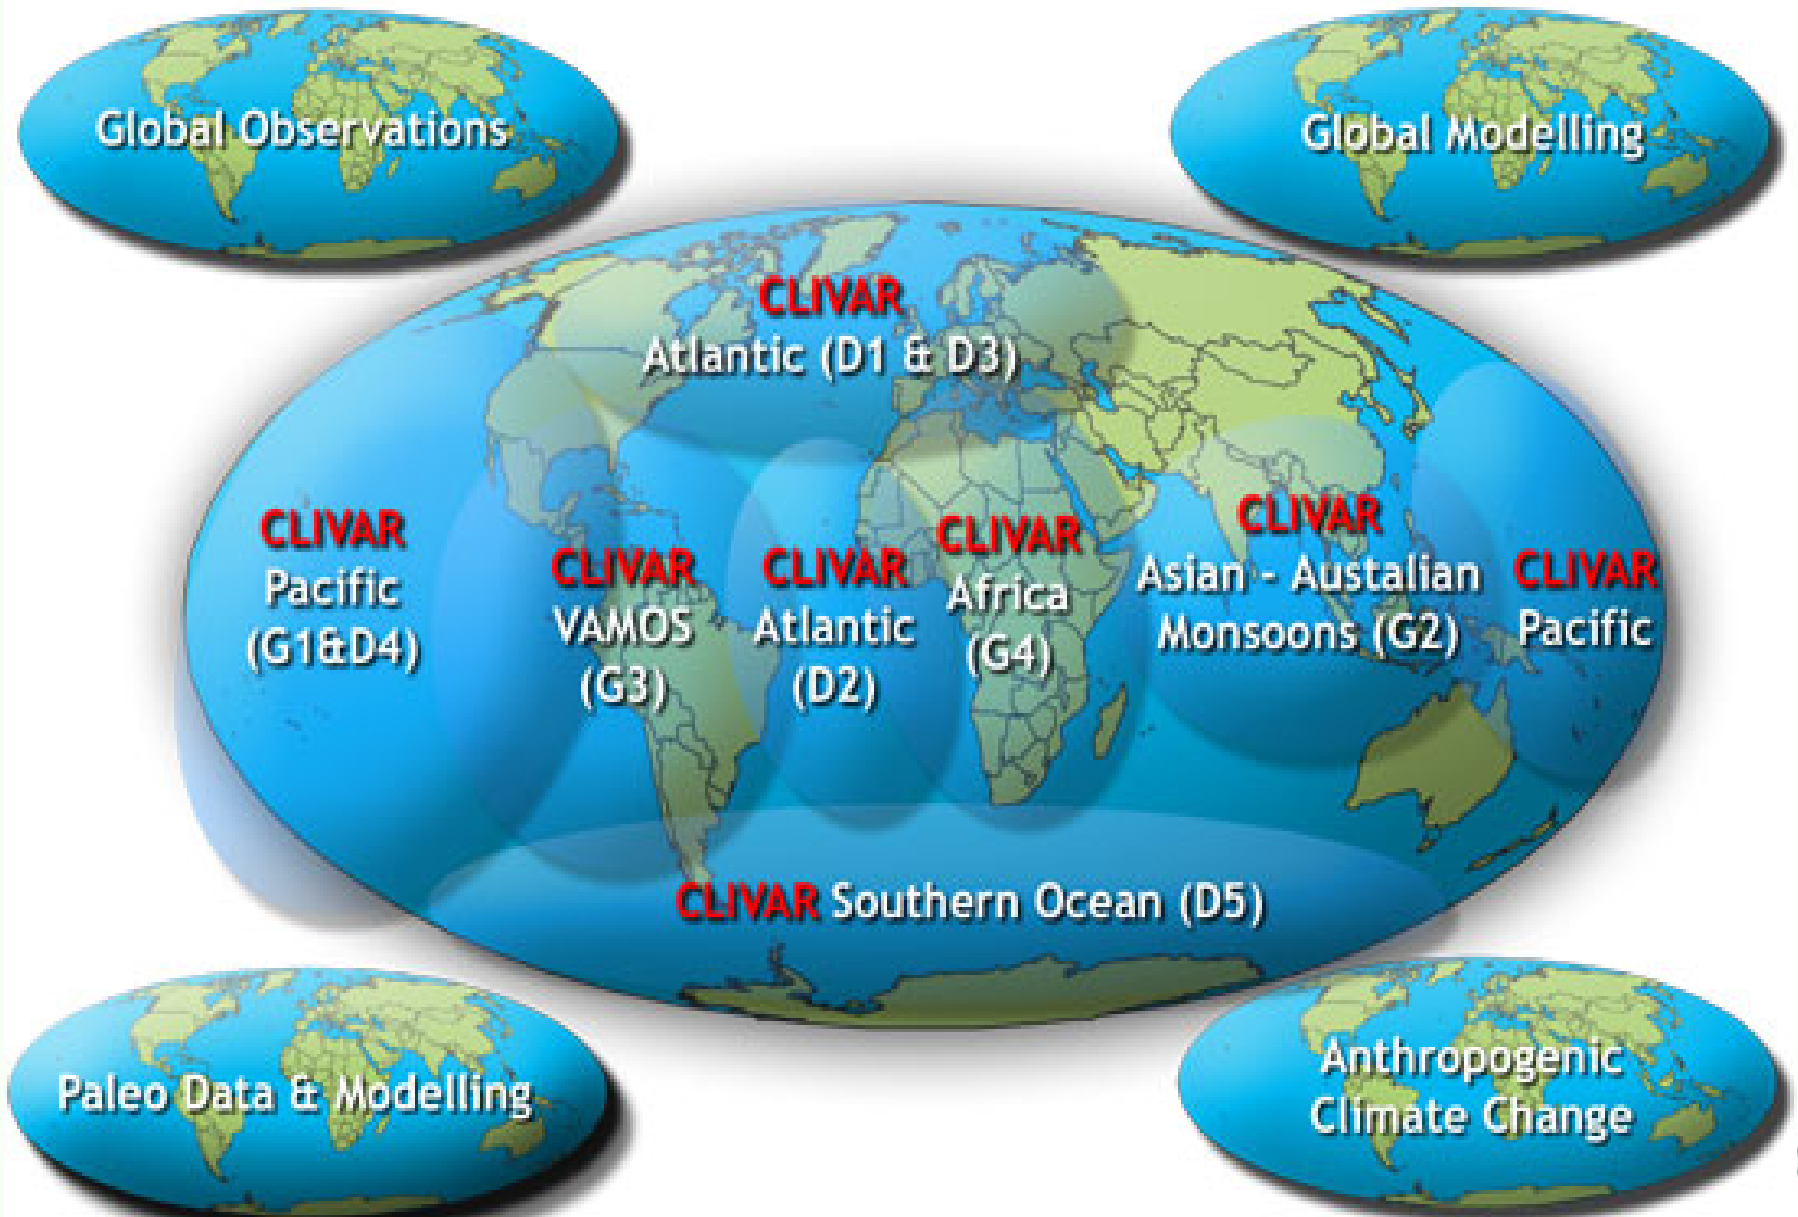 Global Observations
Global Modelling
CLIVAR
Atlantic (D1 & D3)
CLIVAR
Pacific
(G1&D4)
CLIVAR
VAMOS
(G3)
CLIVAR
Atlantic
(D2)
CLIVAR
Africa
(G4)
CLIVAR
Asian - Austalian
Monsoons (G2)
CLIVAR
Pacific
CLIVAR Southern Ocean (D5)
Paleo Data & Modelling
Anthropogenic
Climate Change